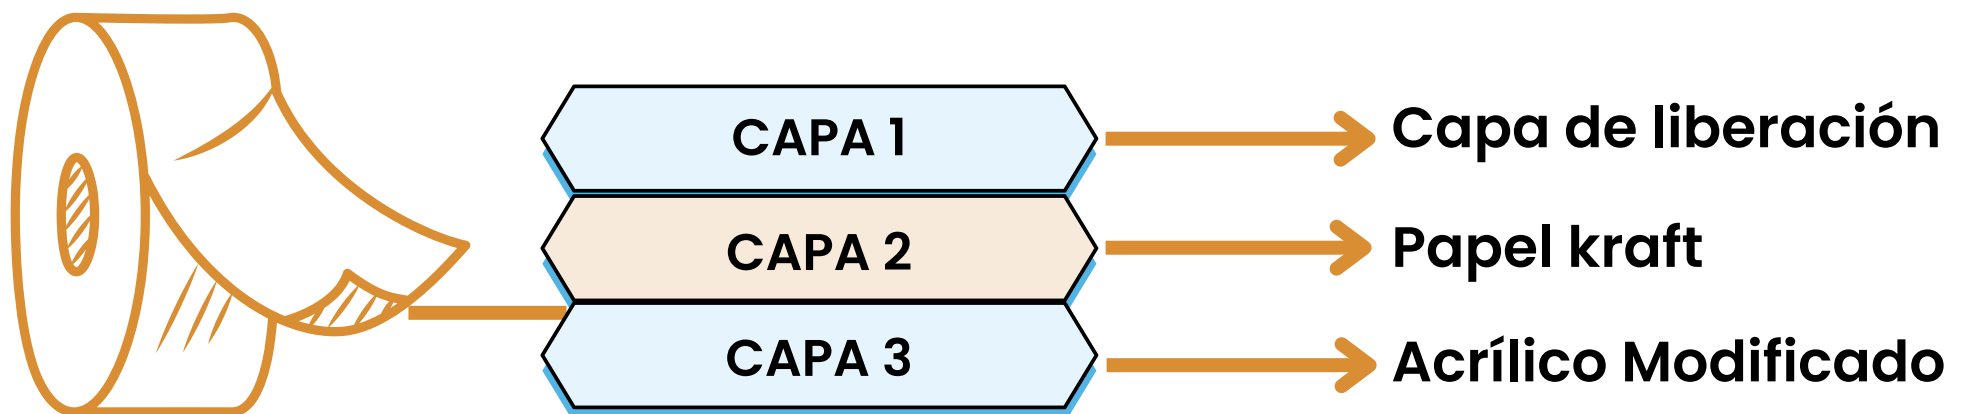 CAPA 1
Capa de liberación
CAPA 2
Papel kraft
CAPA 3
Acrílico Modificado